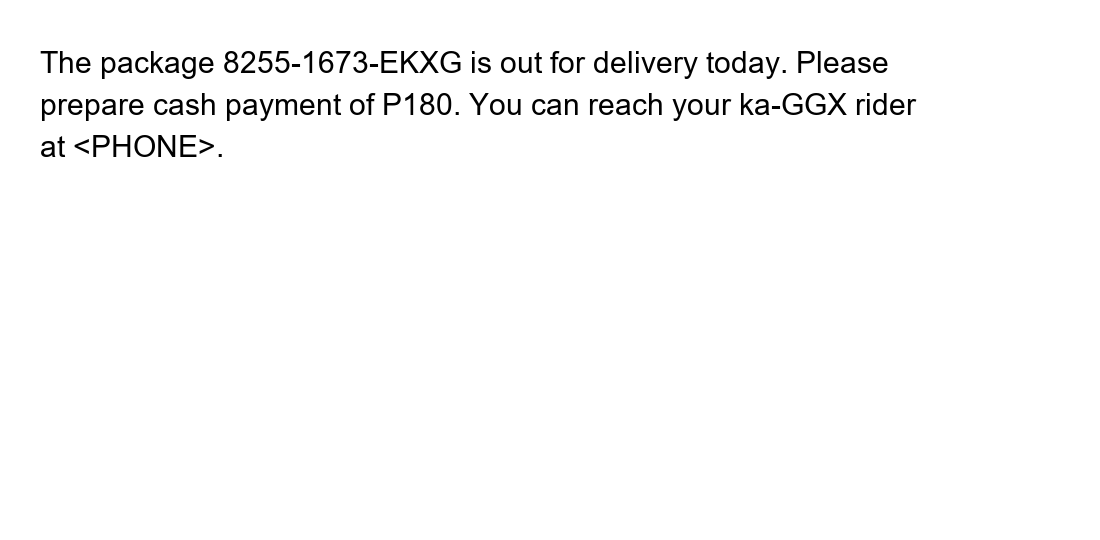 The package 8255-1673-EKXG is out for delivery today. Please
prepare cash payment of P180. You can reach your ka-GGX rider
at <PHONE>.